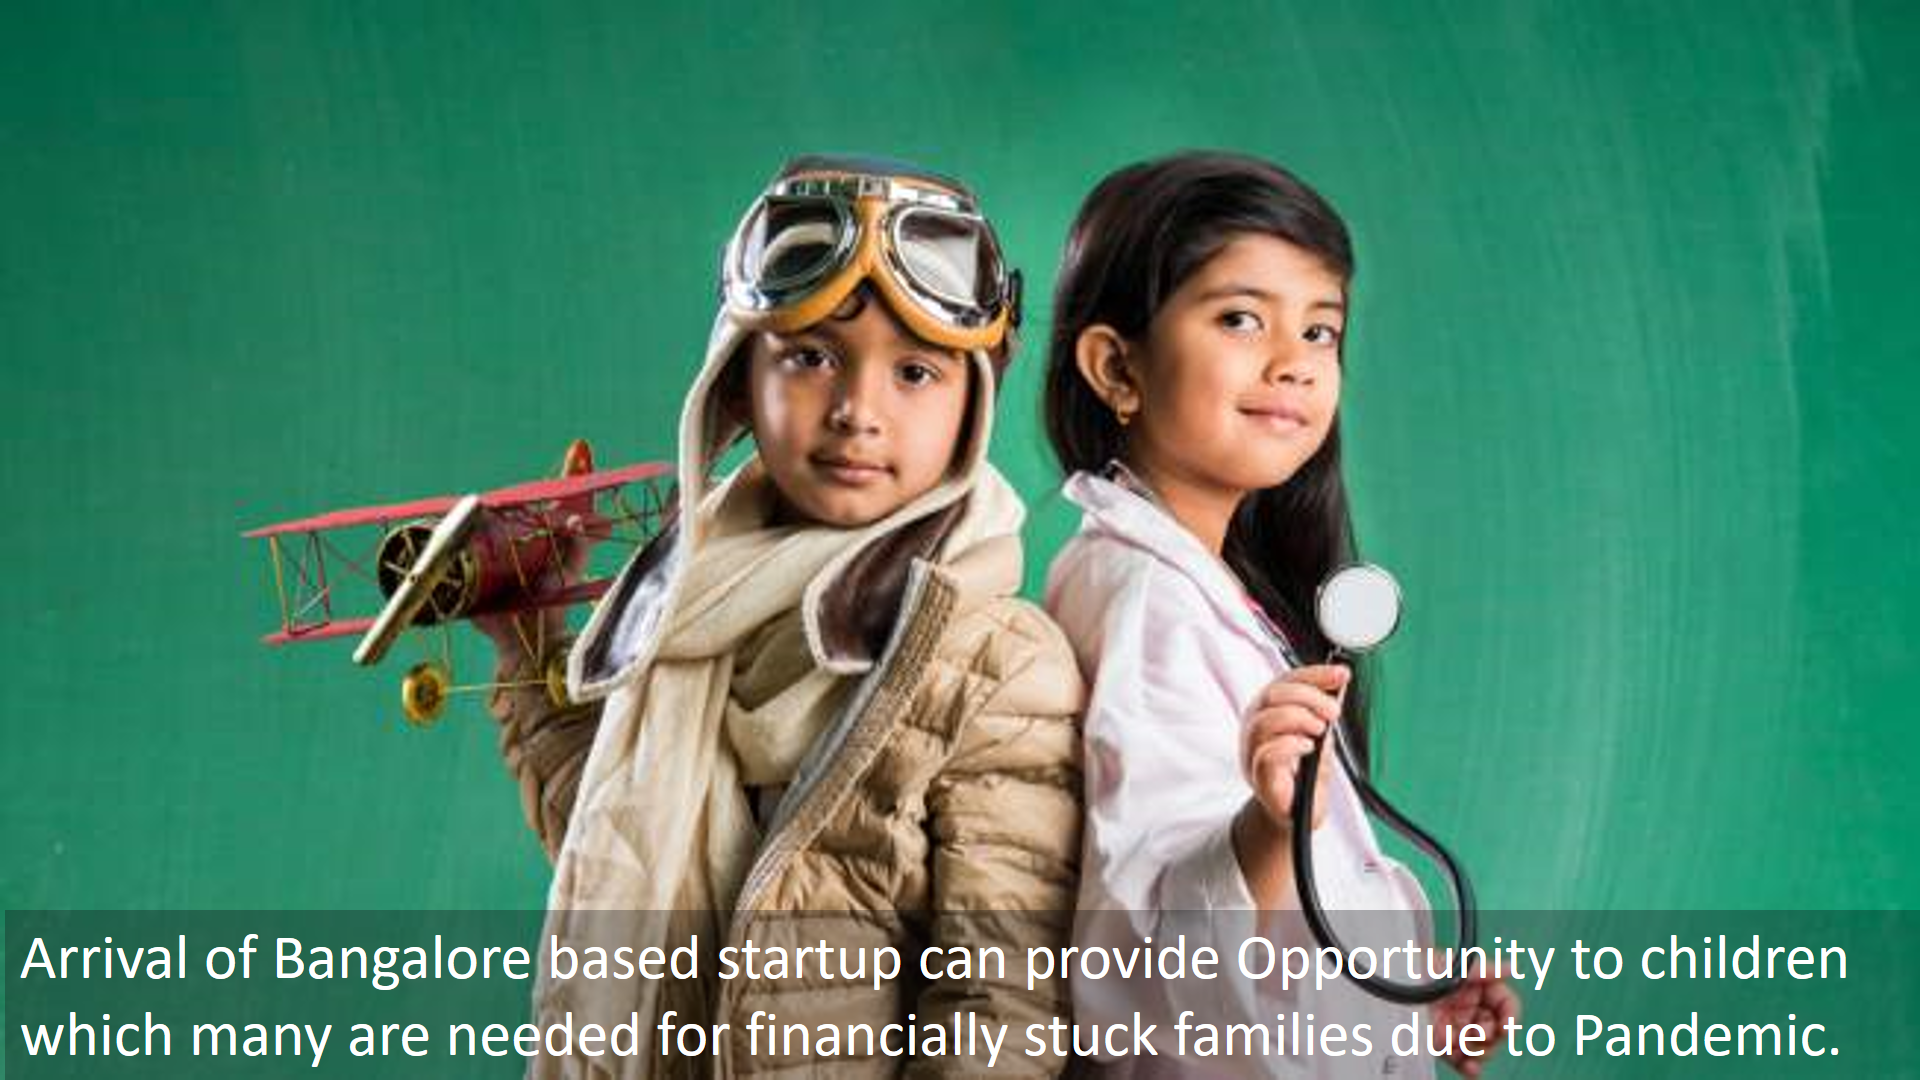 Arrival of Bangalore based startup can provide Opportunity to children
which many are needed for financially stuck families due to Pandemic.